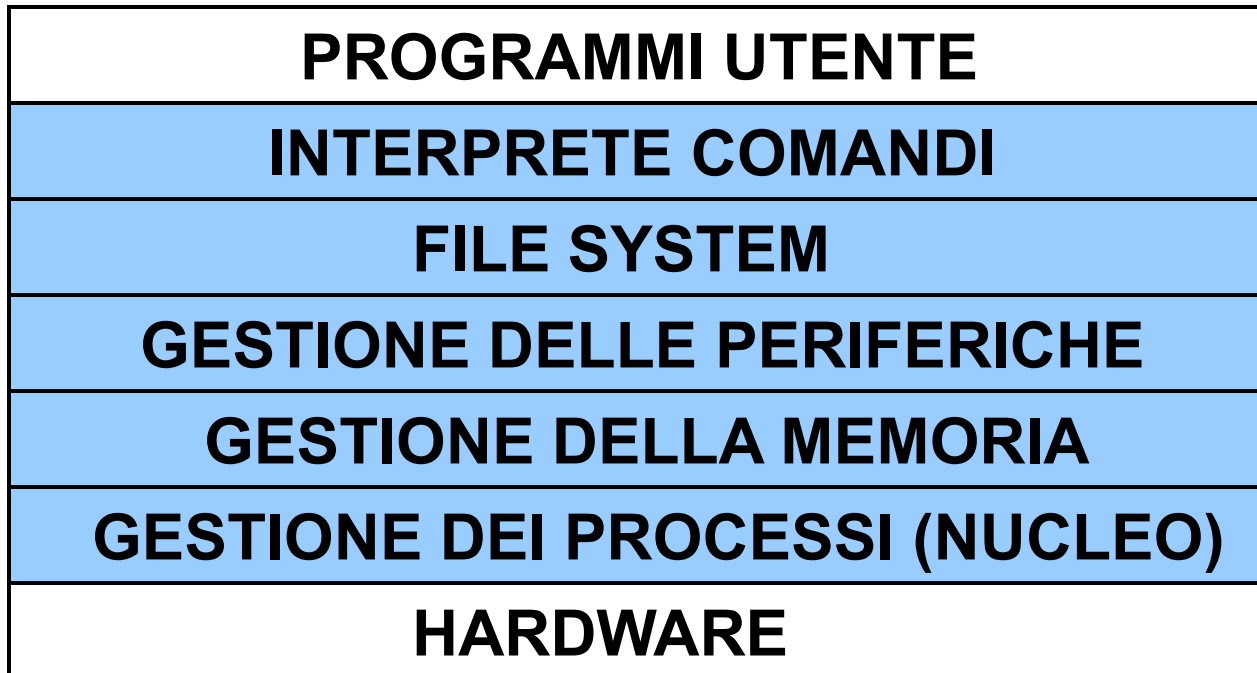 PROGRAMMI UTENTE
INTERPRETE COMANDI
FILE SYSTEM
GESTIONE DELLE PERIFERICHE
GESTIONE DELLA MEMORIA
GESTIONE DEI PROCESSI (NUCLEO)
HARDWARE